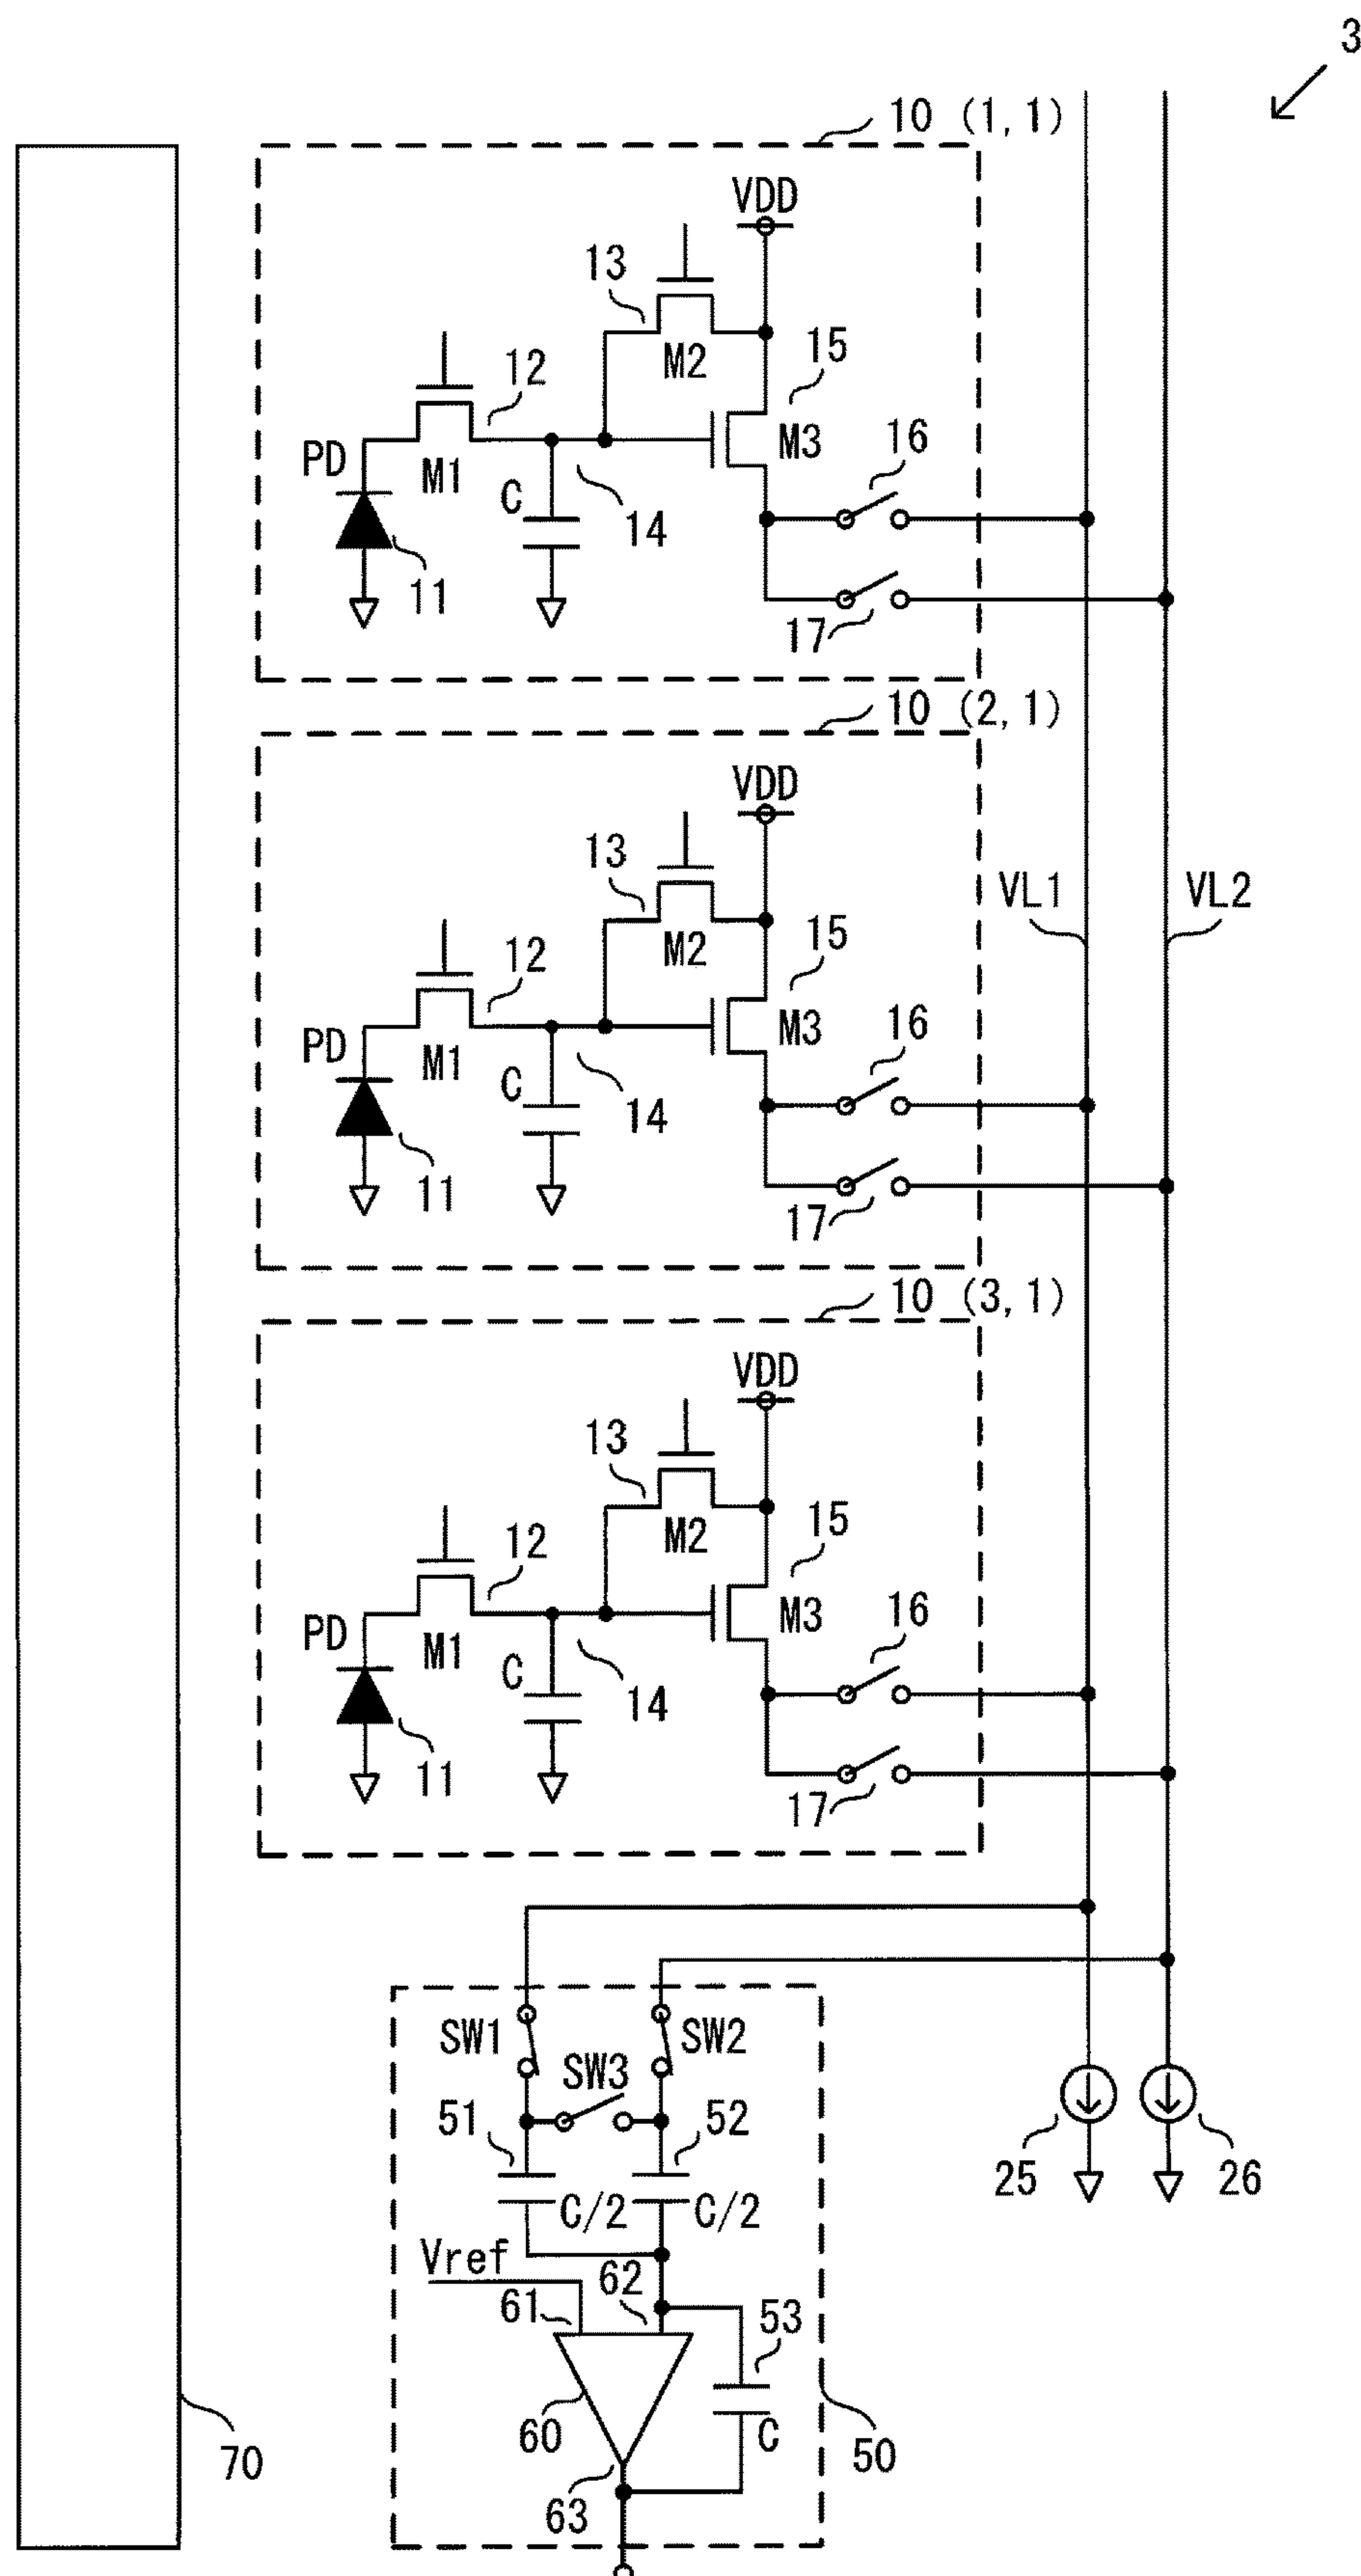 3
10 (1,1)
VDD
13
M2
15
12
M3
PD
M1
16
C
14
11
17
10 (2,1)
VDD
13
VL1
VL2
M2
15
12
M3
16
PD
M1
C
14
11
17
10 (3,1)
VDD
13
M2
15
12
M3
16
PD
M1
C
14
11
17
SW1
SW2
SW3
51
52
25
26
C/2
C/2
Vref
62
61
53
60
C
50
70
63